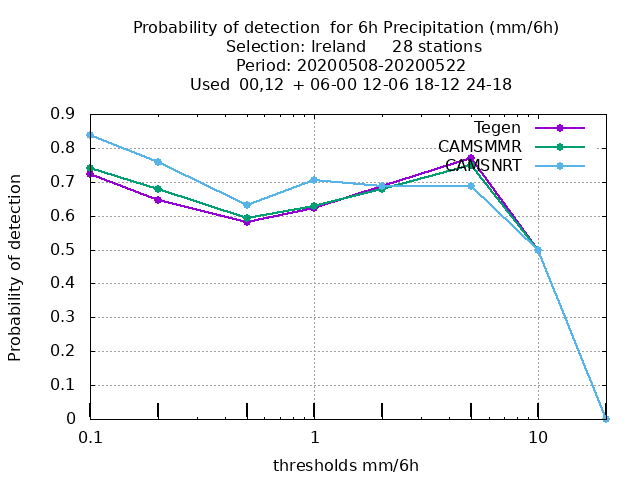 Probability of detection  for 6h Precipitation (mm/6h)
Selection: Ireland     28 stations
Period: 20200508-20200522
Used  00,12  + 06-00 12-06 18-12 24-18
Tegen
CAMSMMR
CAMSNRT
Probability of detection
0.9
0.8
0.7
0.6
0.5
0.4
0.3
0.2
0.1
0
0.1 1 10
thresholds mm/6h